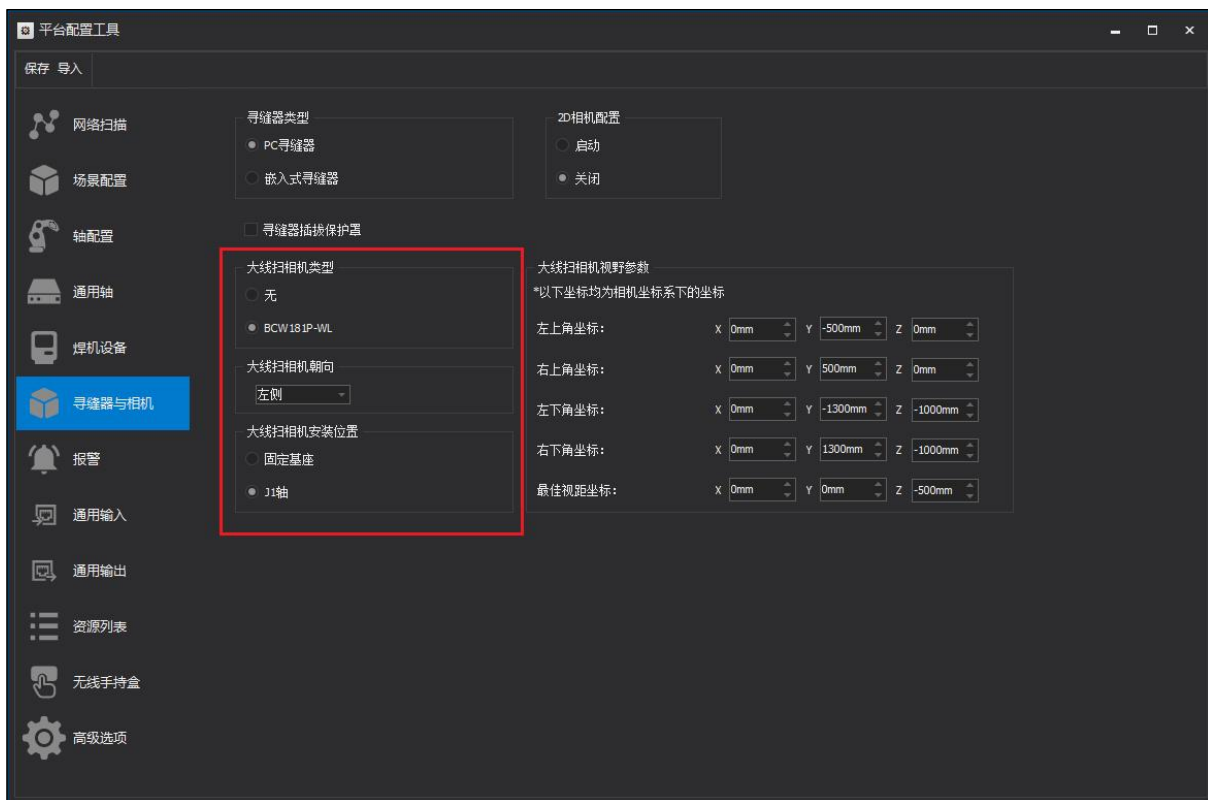 平台配置工具
保存 导入
网络扫描
场景配置
轴配置
通用轴
焊机设备
寻缝器与相机
报警
通用输入
通用输出
资源列表
无线手持盒
高级选项
寻缝器类型
PC寻缝器
嵌入式寻缝器
2D相机配置
启动
关闭
寻缝器插拔保护罩
大线扫相机类型
无
BCW181P-WL
大线扫相机朝向
左侧
大线扫相机安装位置
固定基座
J1轴
大线扫相机视野参数
*以下坐标均为相机坐标系下的坐标
左上角坐标： X 0mm Y -500mm Z 0mm
右上角坐标： X 0mm Y 500mm Z 0mm
左下角坐标： X 0mm Y -1300mm Z -1000mm
右下角坐标： X 0mm Y 1300mm Z -1000mm
最佳视距坐标： X 0mm Y 0mm Z -500mm